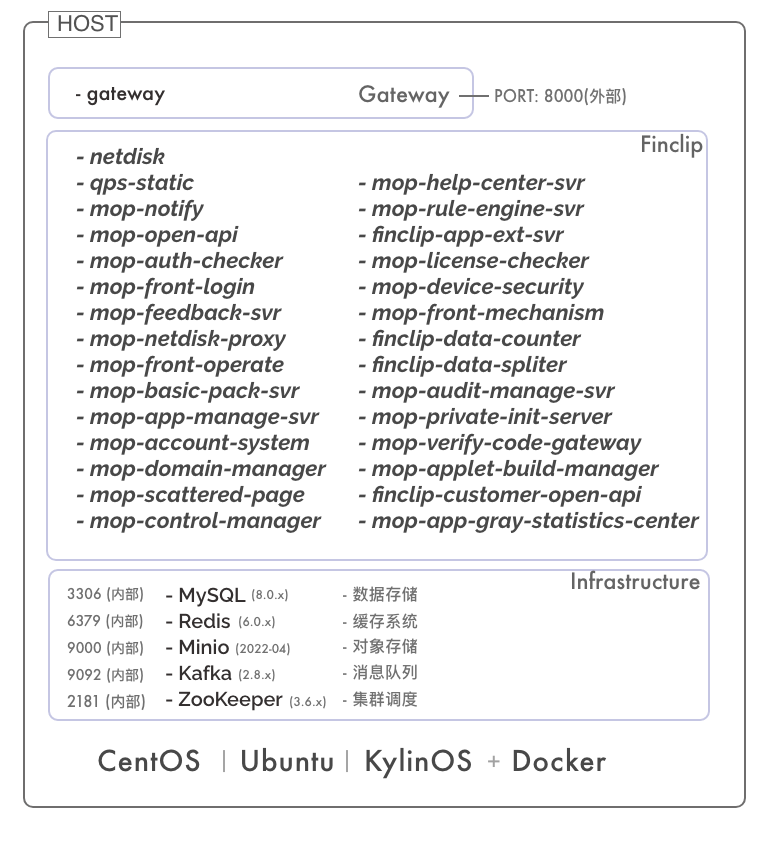 HOST
- gateway Gateway PORT: 8000(外部)
Finclip
- netdisk
- qps-static
- mop-notify
- mop-open-api
- mop-auth-checker
- mop-front-login
- mop-feedback-svr
- mop-netdisk-proxy
- mop-front-operate
- mop-basic-pack-svr
- mop-app-manage-svr
- mop-account-system
- mop-domain-manager
- mop-scattered-page
- mop-control-manager
- mop-help-center-svr
- mop-rule-engine-svr
- finclip-app-ext-svr
- mop-license-checker
- mop-device-security
- mop-front-mechanism
- finclip-data-counter
- finclip-data-spliter
- mop-audit-manage-svr
- mop-private-init-server
- mop-verify-code-gateway
- mop-applet-build-manager
- finclip-customer-open-api
- mop-app-gray-statistics-center
Infrastructure
3306 (内部) - MySQL (8.0.x) - 数据存储
6379 (内部) - Redis (6.0.x) - 缓存系统
9000 (内部) - Minio (2022-04) - 对象存储
9092 (内部) - Kafka (2.8.x) - 消息队列
2181 (内部) - ZooKeeper (3.6.x) - 集群调度
CentOS | Ubuntu | KylinOS + Docker